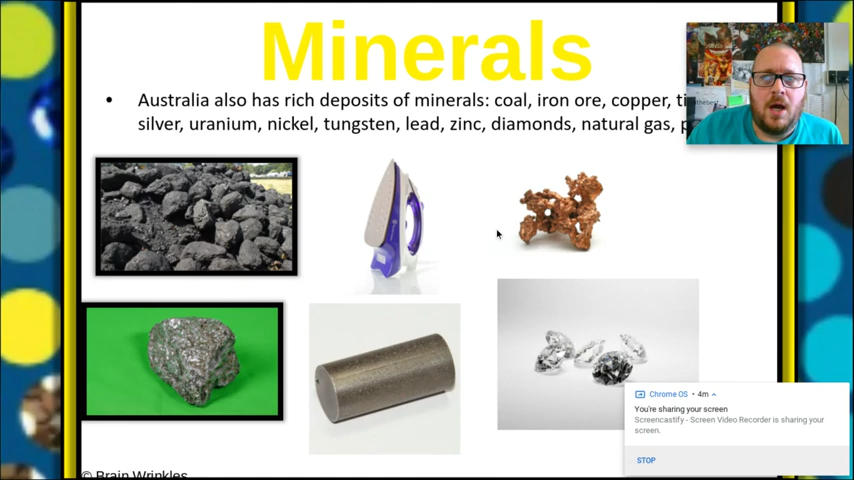 Minerals
• Australia also has rich deposits of minerals: coal, iron ore, copper,
silver, uranium, nickel, tungsten, lead, zinc, diamonds, natural gas,
Chrome OS • 4m
You're sharing your screen
Screencastify - Screen Video Recorder is sharing your
screen.
STOP
© Brain Wrinkles